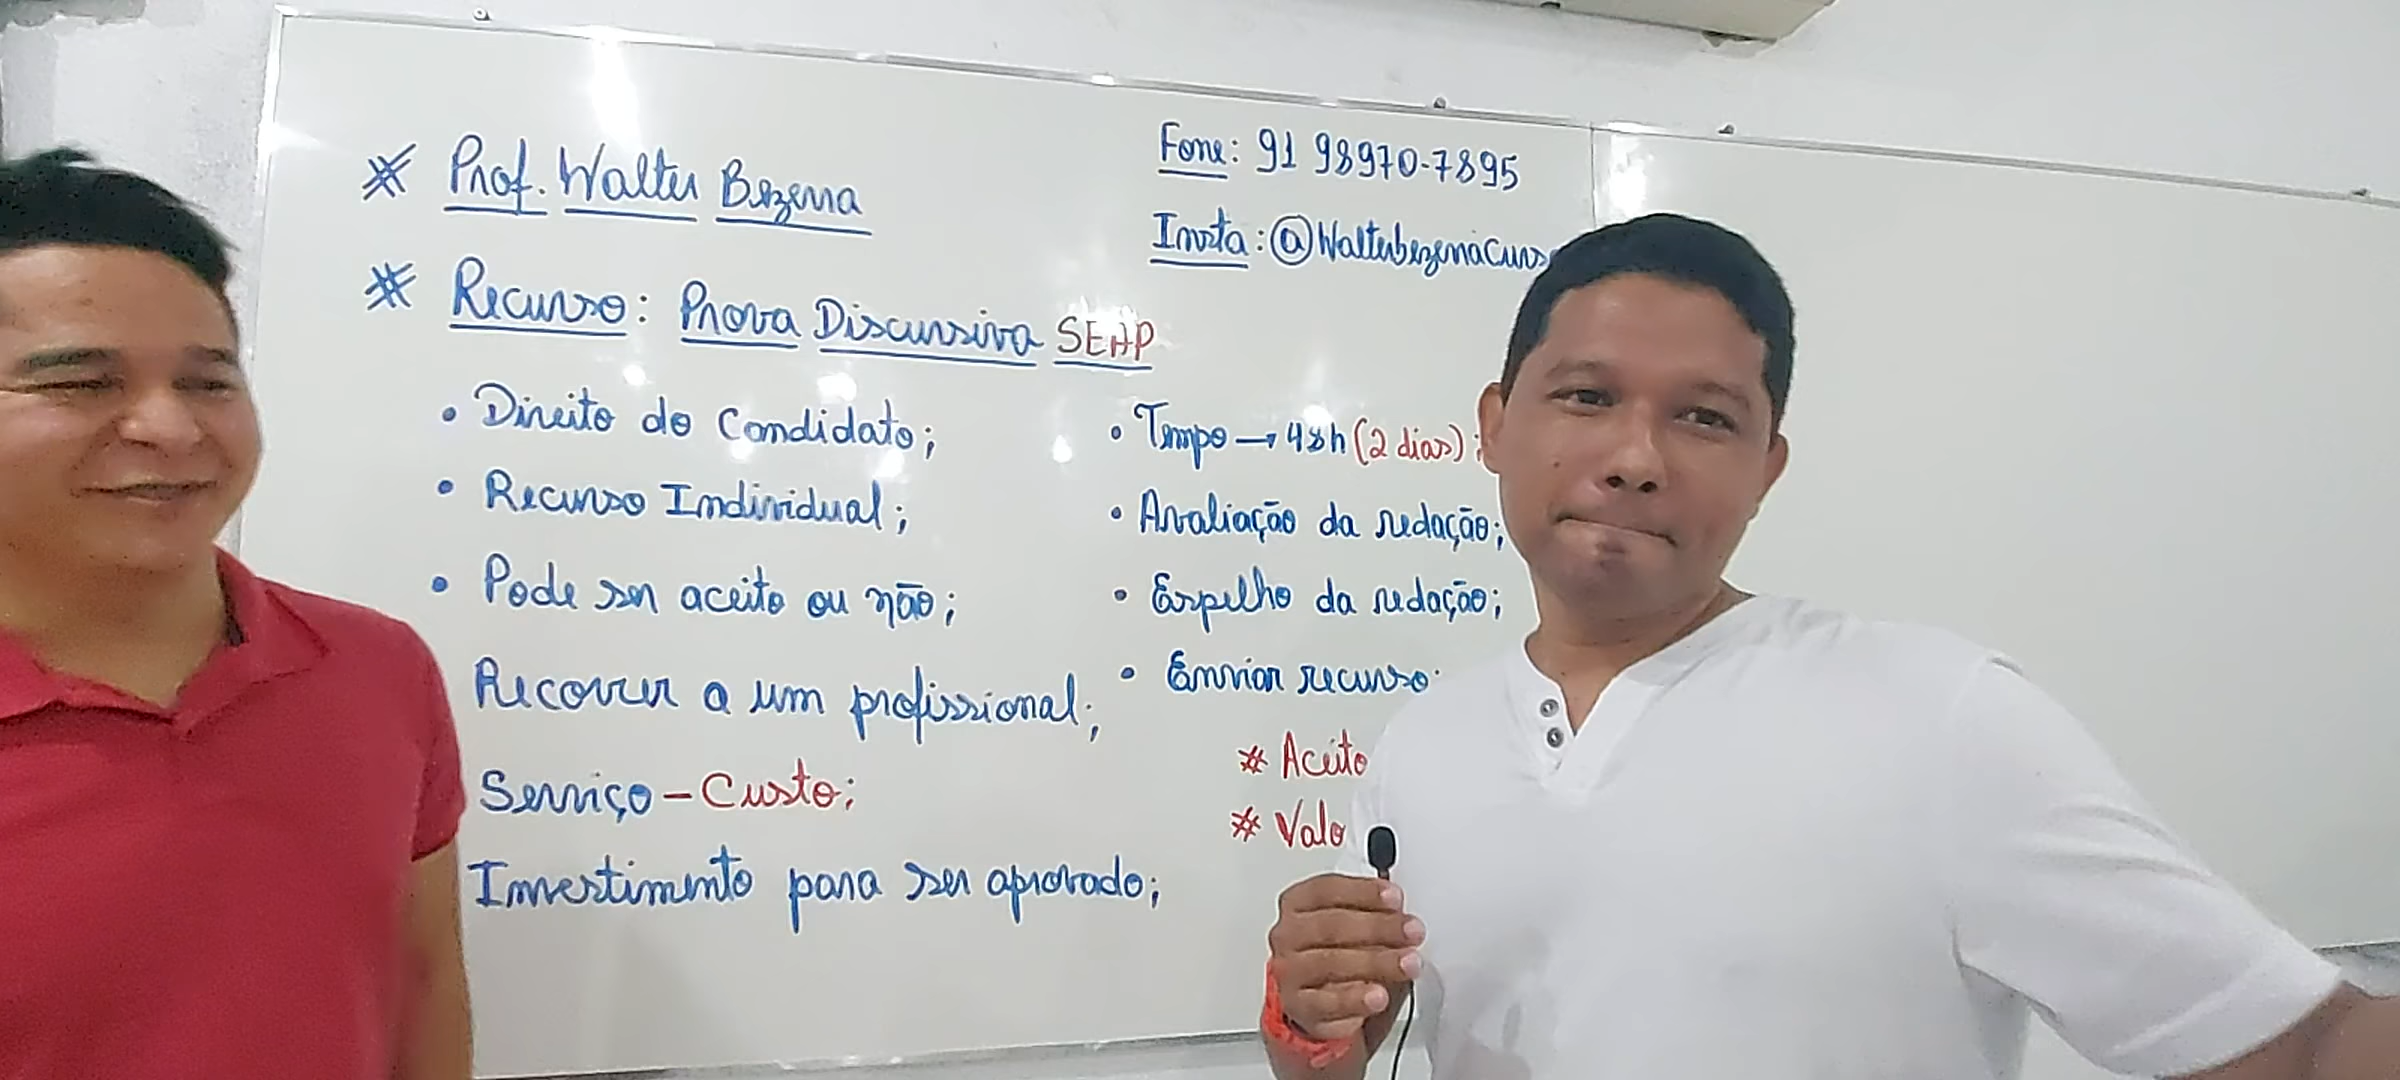 * Prof. Walter Bezerra
* Recurso: Prova Discursiva SEAP
• Direito do Candidato;
• Recurso Individual;
• Pode ser aceito ou não;
Recorrer a um profissional;
Serviço - Custo;
Investimento para ser aprovado;
Fone: 91 98970-7895
Insta: @Walterbezerracurs
• Tempo → 48h (2 dias);
• Avaliação da redação;
• Espelho da redação;
• Enviar recurso
* Aceito
* Valo